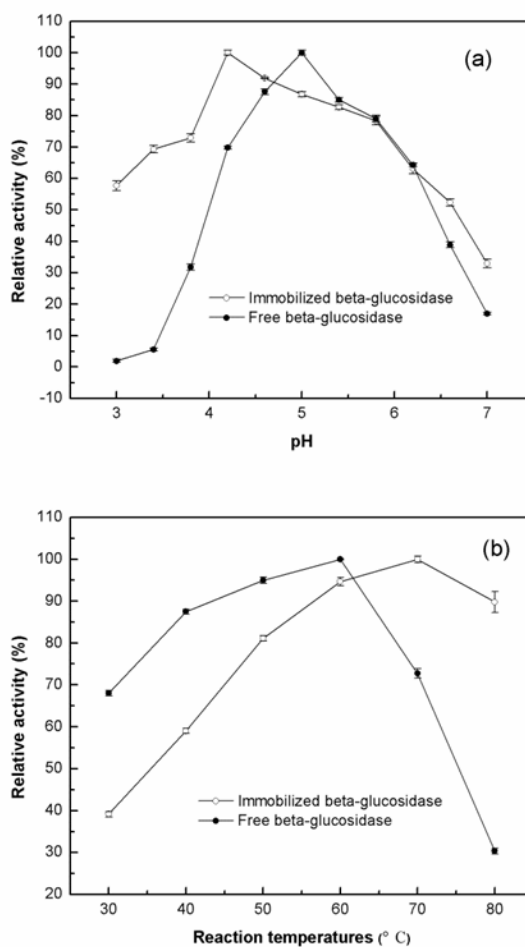 (a)
110
100
90
80
70
60
50
40
30
20
10
0
-10
Relative activity (%)
Immobilized beta-glucosidase
Free beta-glucosidase
3 4 5 6 7
pH
(b)
110
100
90
80
70
60
50
40
30
20
Relative activity (%)
Immobilized beta-glucosidase
Free beta-glucosidase
30 40 50 60 70 80
Reaction temperatures (° C)